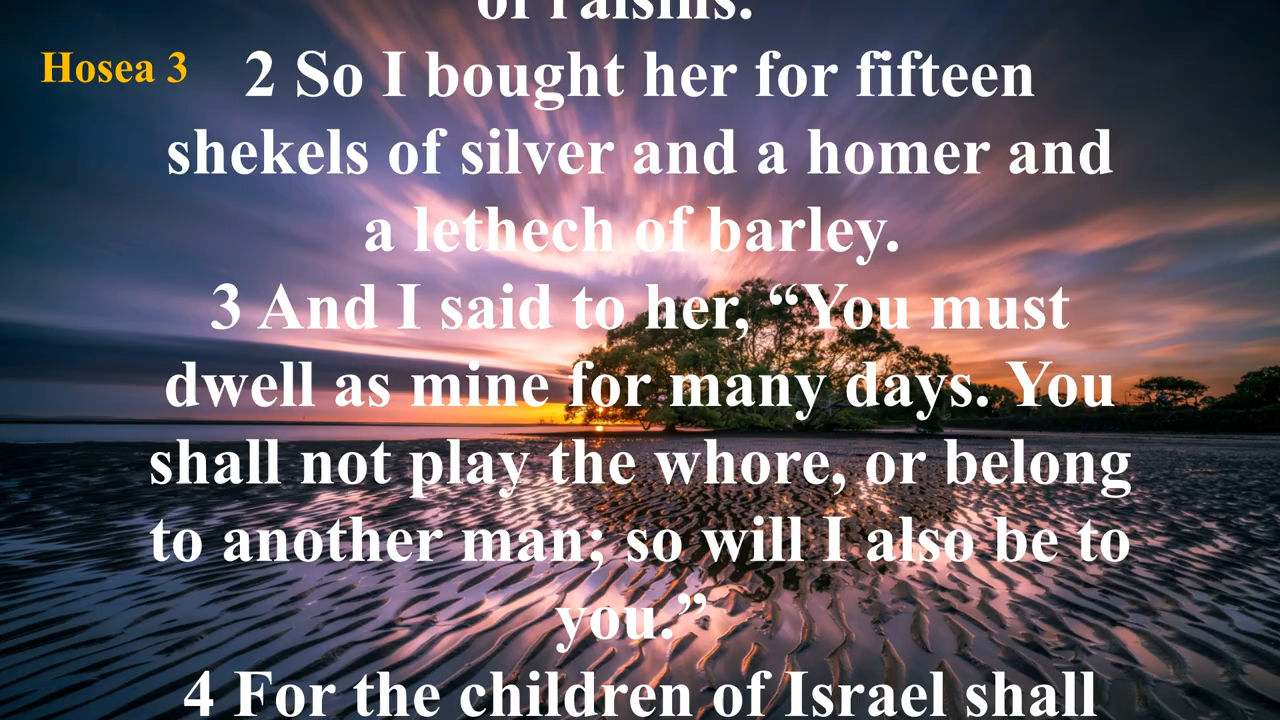 of raisins.
Hosea 3
2 So I bought her for fifteen
shekels of silver and a homer and
a lethech of barley.
3 And I said to her, “You must
dwell as mine for many days. You
shall not play the whore, or belong
to another man; so will I also be to
you.”
4 For the children of Israel shall